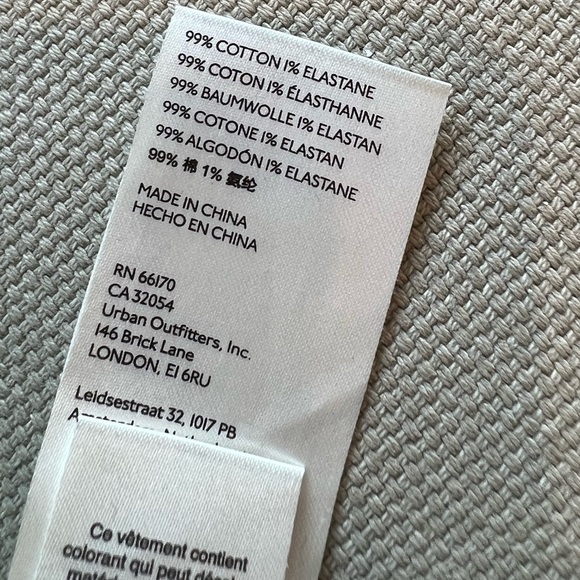 99% COTTON 1% ELASTANE
99% COTON 1% ÉLASTHANNE
99% BAUMWOLLE 1% ELASTAN
99% COTONE 1% ELASTAN
99% ALGODÓN 1% ELASTANE
99% 棉 1% 氨纶
MADE IN CHINA
HECHO EN CHINA
RN 66170
CA 32054
Urban Outfitters, Inc.
146 Brick Lane
LONDON, E1 6RU
Leidsestraat 32, 1017 PB
Ce vêtement contient
colorant qui peut